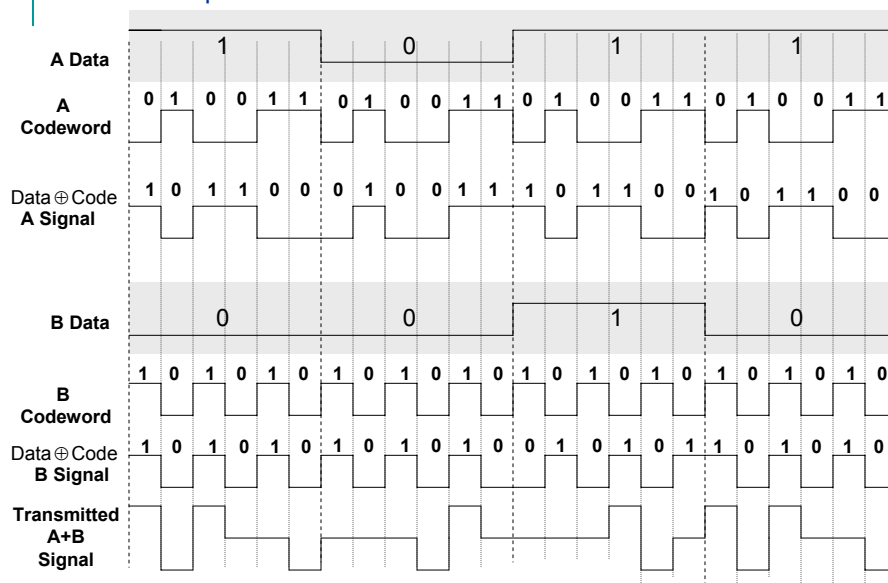 1 0 1 1
A Data
0 1 0 0 1 1 0 1 0 0 1 1 0 1 0 0 1 1 0 1 0 0 1 1
A
Codeword
1 0 1 1 0 0 0 1 0 0 1 1 1 0 1 1 0 0 1 0 1 1 0 0
Data⊕Code
A Signal
B Data 0 0 1 0
1 0 1 0 1 0 1 0 1 0 1 0 1 0 1 0 1 0 1 0 1 0 1 0
B
Codeword
Data⊕Code 1 0 1 0 1 0 1 0 1 0 1 0 0 1 0 1 0 1 1 0 1 0 1 0
B Signal
Transmitted
A+B
Signal